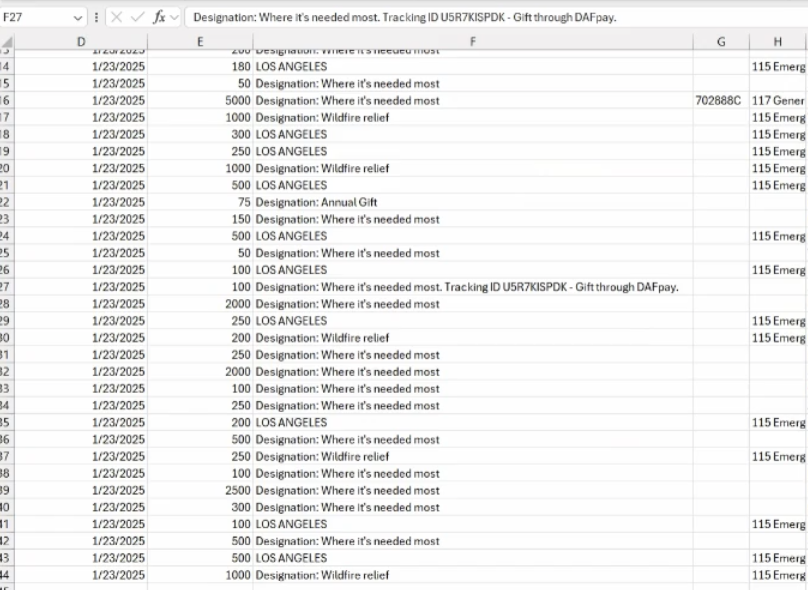 F27 fx Designation: Where it's needed most. Tracking ID U5R7KISPDK - Gift through DAFpay.
D E F G H
1/23/2025 200 Designation: Where it's needed most
14 1/23/2025 180 LOS ANGELES 115 Emerg
15 1/23/2025 50 Designation: Where it's needed most
16 1/23/2025 5000 Designation: Where it's needed most 702888C 117 Gener
17 1/23/2025 1000 Designation: Wildfire relief 115 Emerg
18 1/23/2025 300 LOS ANGELES 115 Emerg
19 1/23/2025 250 LOS ANGELES 115 Emerg
20 1/23/2025 1000 Designation: Wildfire relief 115 Emerg
21 1/23/2025 500 LOS ANGELES 115 Emerg
22 1/23/2025 75 Designation: Annual Gift
23 1/23/2025 150 Designation: Where it's needed most
24 1/23/2025 500 LOS ANGELES 115 Emerg
25 1/23/2025 50 Designation: Where it's needed most
26 1/23/2025 100 LOS ANGELES 115 Emerg
27 1/23/2025 100 Designation: Where it's needed most. Tracking ID U5R7KISPDK - Gift through DAFpay.
28 1/23/2025 2000 Designation: Where it's needed most
29 1/23/2025 250 LOS ANGELES 115 Emerg
30 1/23/2025 200 Designation: Wildfire relief 115 Emerg
31 1/23/2025 250 Designation: Where it's needed most
32 1/23/2025 2000 Designation: Where it's needed most
33 1/23/2025 100 Designation: Where it's needed most
34 1/23/2025 250 Designation: Where it's needed most
35 1/23/2025 200 LOS ANGELES 115 Emerg
36 1/23/2025 500 Designation: Where it's needed most
37 1/23/2025 250 Designation: Wildfire relief 115 Emerg
38 1/23/2025 100 Designation: Where it's needed most
39 1/23/2025 2500 Designation: Where it's needed most
40 1/23/2025 300 Designation: Where it's needed most
41 1/23/2025 100 LOS ANGELES 115 Emerg
42 1/23/2025 500 Designation: Where it's needed most
43 1/23/2025 500 LOS ANGELES 115 Emerg
44 1/23/2025 1000 Designation: Wildfire relief 115 Emerg